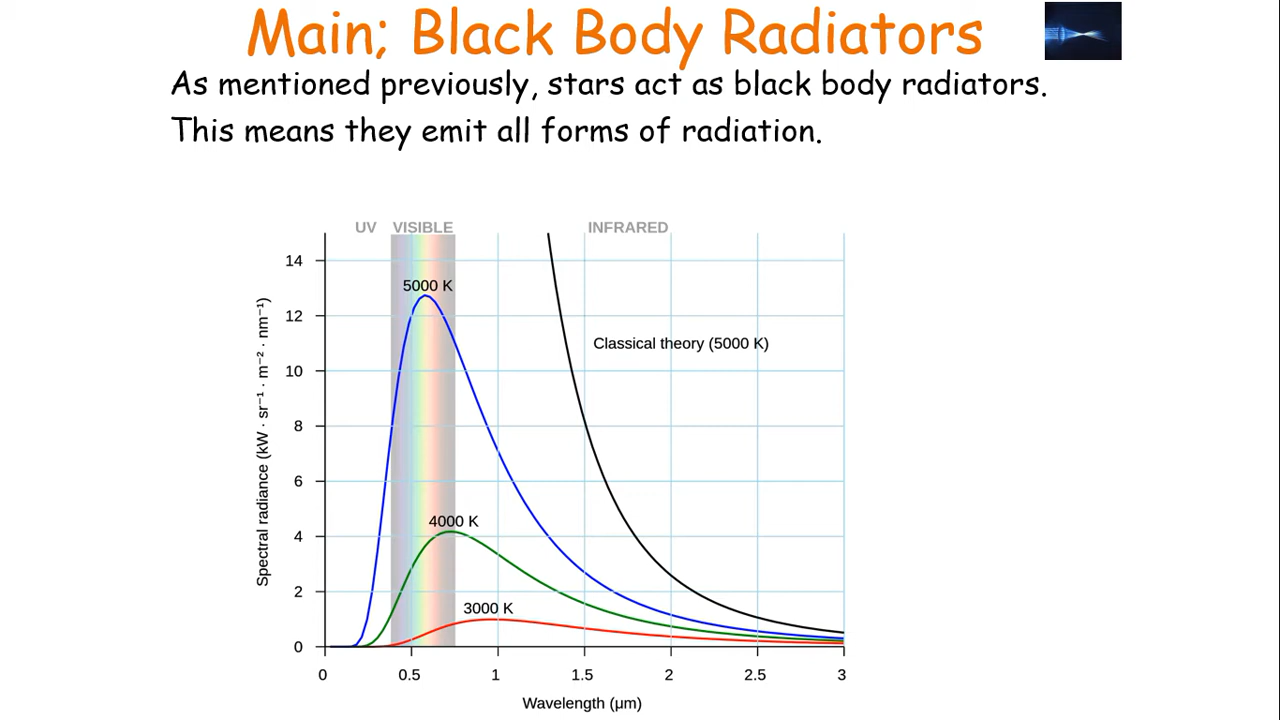 Main; Black Body Radiators
As mentioned previously, stars act as black body radiators.
This means they emit all forms of radiation.
UV VISIBLE INFRARED
14
5000 K
12
Classical theory (5000 K)
10
8
6
4000 K
4
3000 K
2
0
Spectral radiance (kW · sr⁻¹ · m⁻² · nm⁻¹)
0 0.5 1 1.5 2 2.5 3
Wavelength (μm)